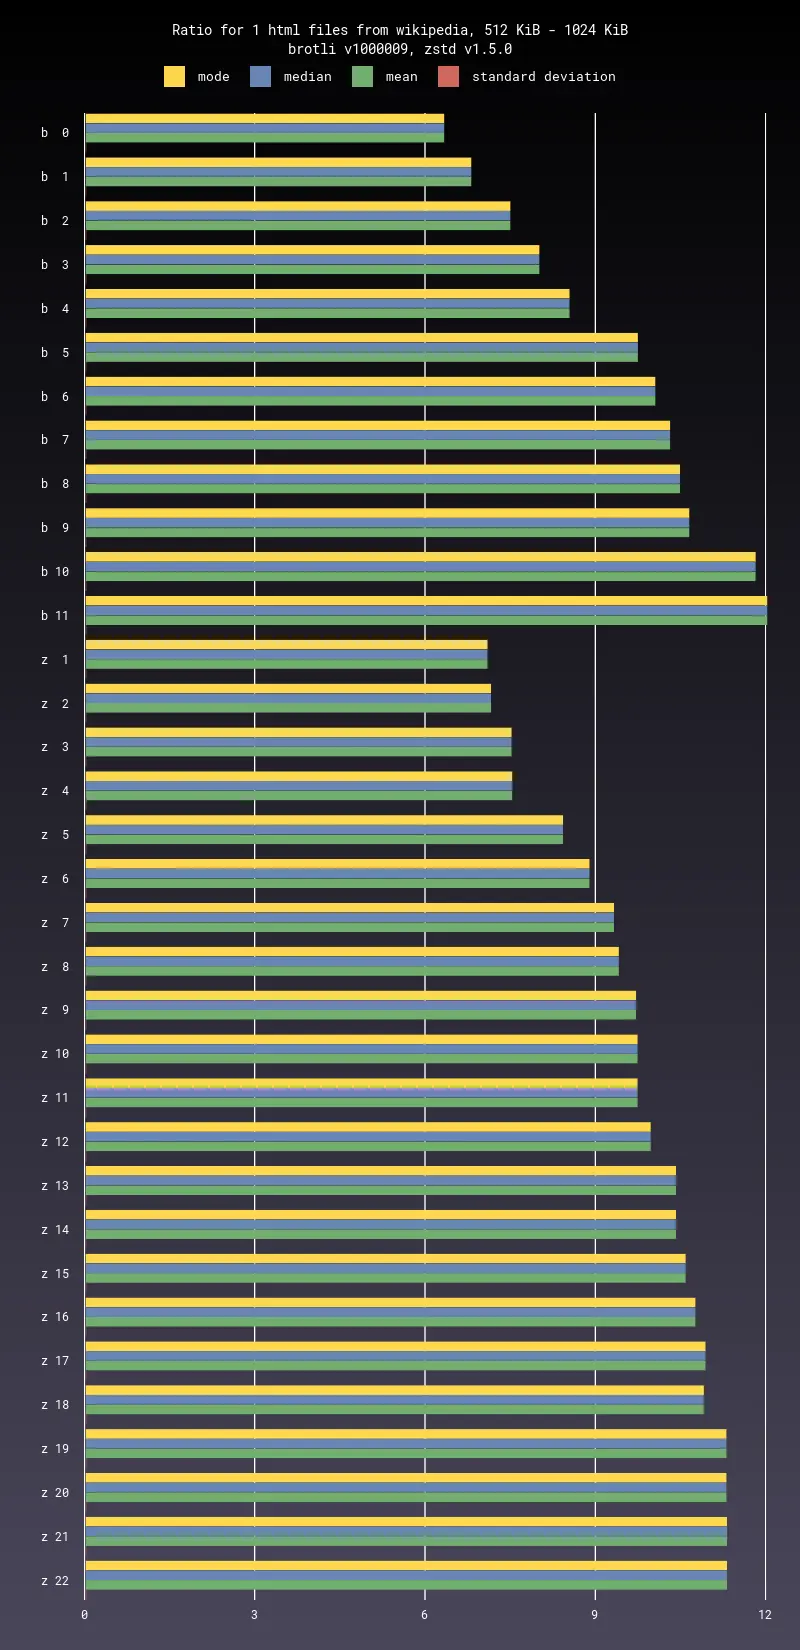 Ratio for 1 html files from wikipedia, 512 KiB - 1024 KiB
brotli v1000009, zstd v1.5.0
mode median mean standard deviation
b 0
b 1
b 2
b 3
b 4
b 5
b 6
b 7
b 8
b 9
b 10
b 11
z 1
z 2
z 3
z 4
z 5
z 6
z 7
z 8
z 9
z 10
z 11
z 12
z 13
z 14
z 15
z 16
z 17
z 18
z 19
z 20
z 21
z 22
0 3 6 9 12